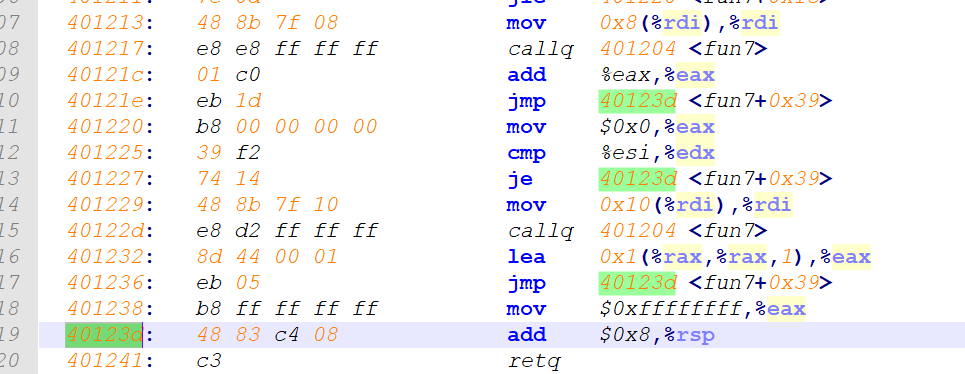 07 401213: 48 8b 7f 08 mov 0x8(%rdi),%rdi
08 401217: e8 e8 ff ff ff callq 401204 <fun7>
09 40121c: 01 c0 add %eax,%eax
10 40121e: eb 1d jmp 40123d <fun7+0x39>
11 401220: b8 00 00 00 00 mov $0x0,%eax
12 401225: 39 f2 cmp %esi,%edx
13 401227: 74 14 je 40123d <fun7+0x39>
14 401229: 48 8b 7f 10 mov 0x10(%rdi),%rdi
15 40122d: e8 d2 ff ff ff callq 401204 <fun7>
16 401232: 8d 44 00 01 lea 0x1(%rax,%rax,1),%eax
17 401236: eb 05 jmp 40123d <fun7+0x39>
18 401238: b8 ff ff ff ff mov $0xffffffff,%eax
19 40123d: 48 83 c4 08 add $0x8,%rsp
20 401241: c3 retq